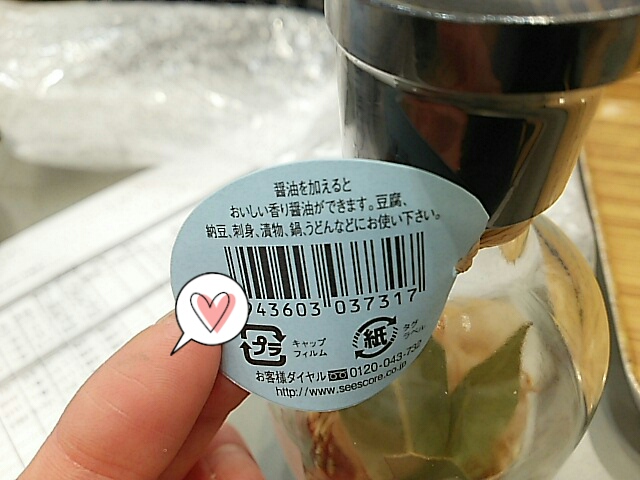 醤油を加えると
おいしい香り醤油ができます。豆腐、
納豆、刺身、漬物、鍋、うどんなどにお使い下さい。
43603 037317
プラ キャップ
フィルム
紙 タグ
ラベル
お客様ダイヤル 0120-043-732
http://www.seescore.co.jp/